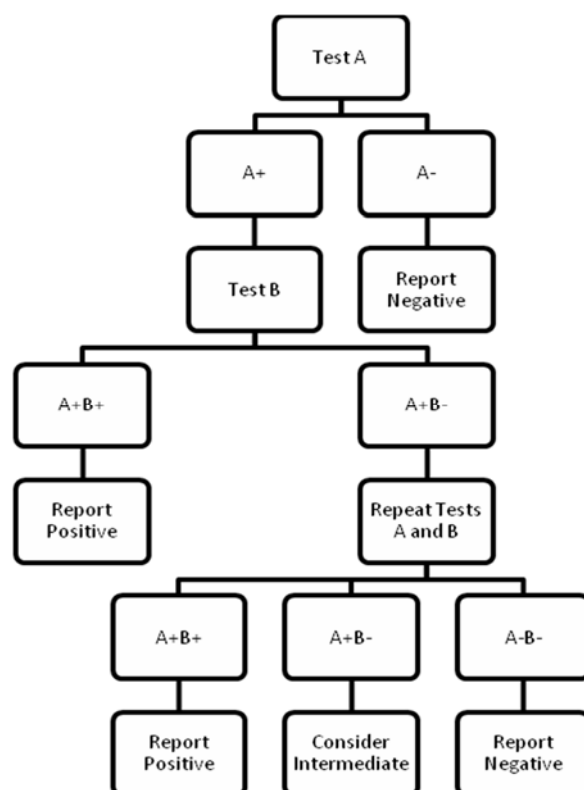 Test A
A+
A-
Test B
Report
Negative
A+B+
A+B-
Report
Positive
Repeat Tests
A and B
A+B+
A+B-
A-B-
Report
Positive
Consider
Intermediate
Report
Negative